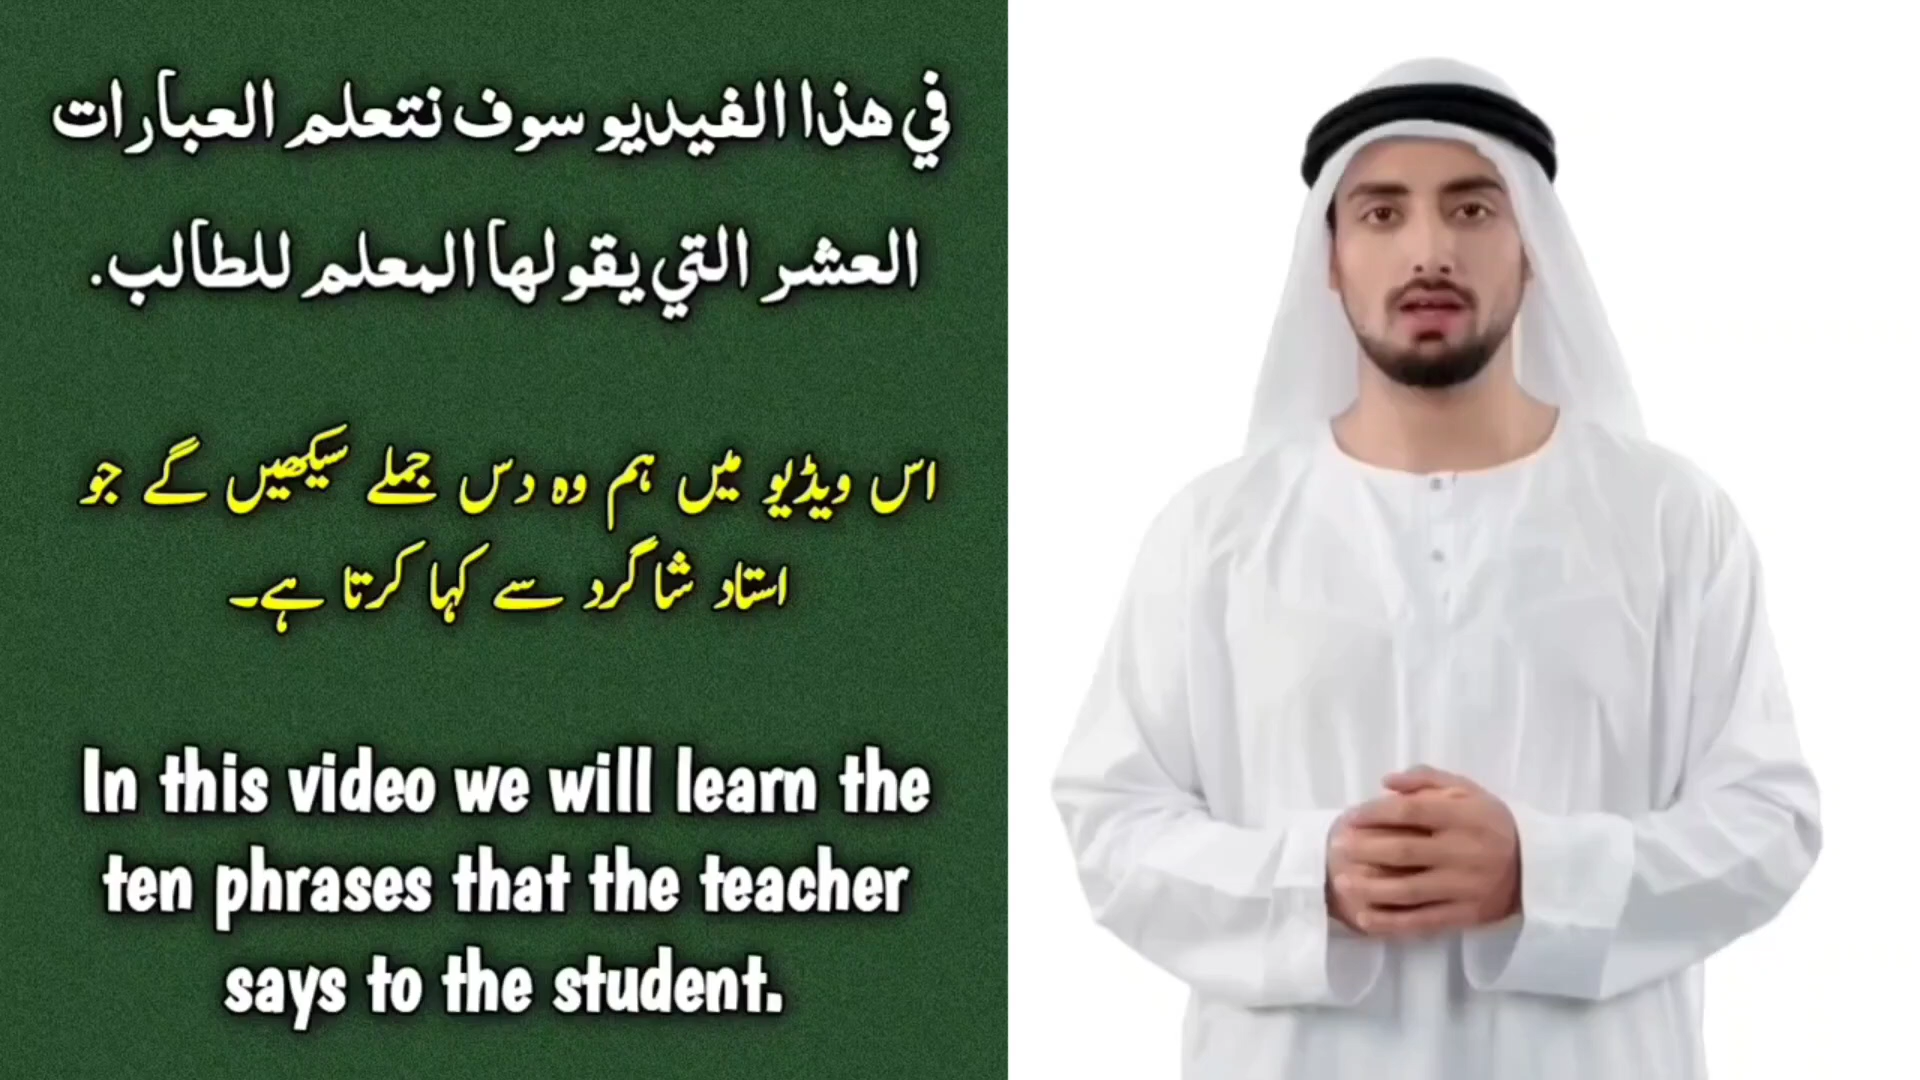 في هذا الفيديو سوف نتعلم العبارات
العشر التي يقولها المعلم للطالب.
اس ویڈیو میں ہم وہ دس جملے سیکھیں گے جو
استاد شاگرد سے کہا کرتا ہے۔
In this video we will learn the
ten phrases that the teacher
says to the student.